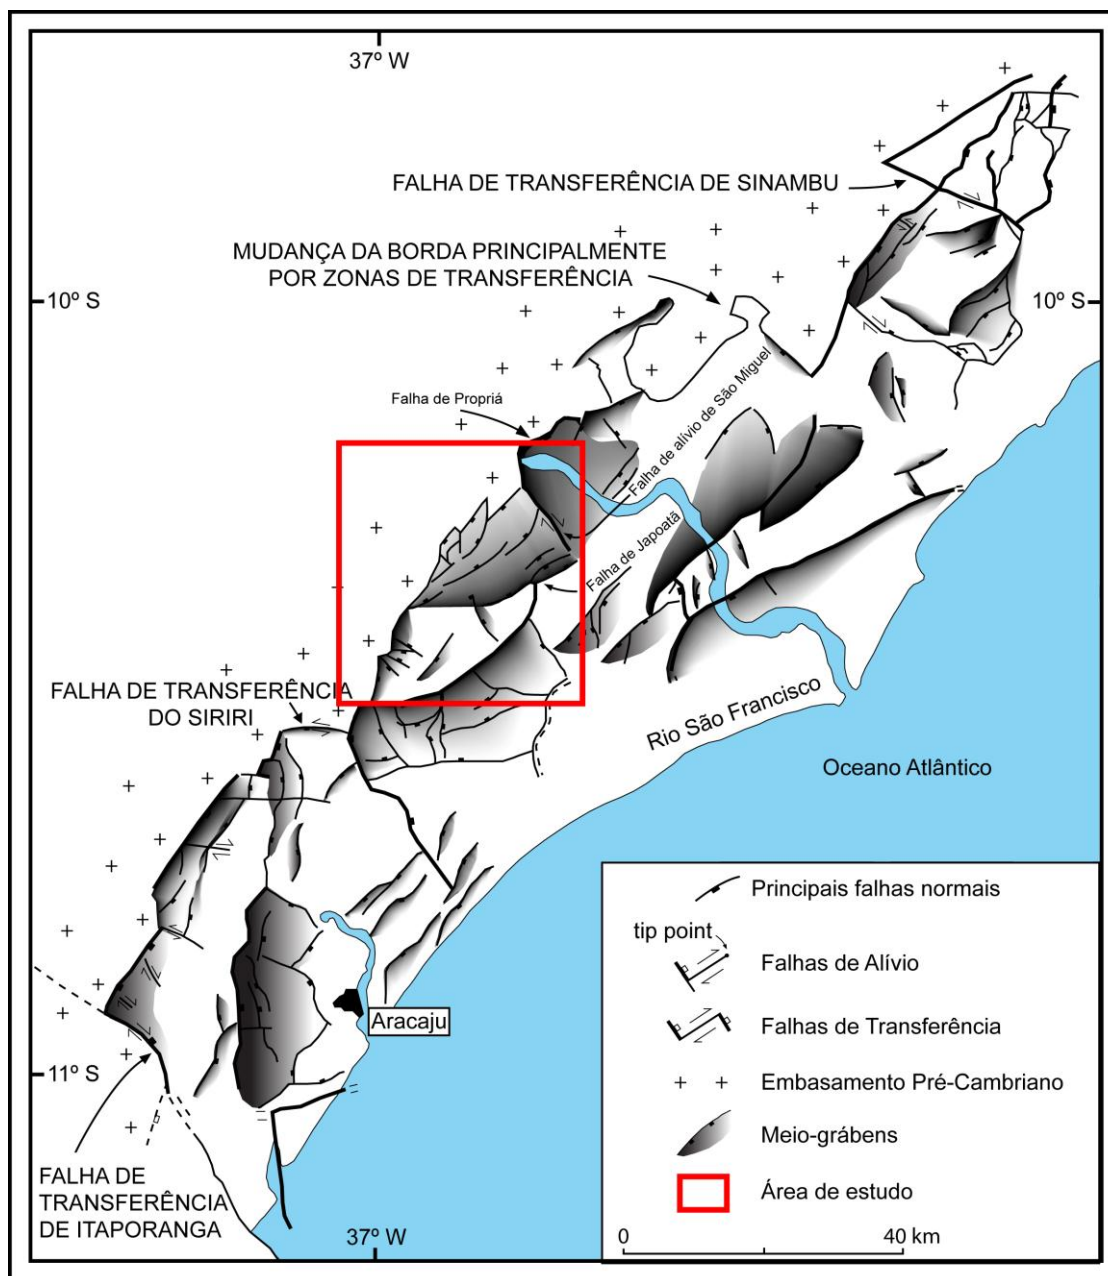 37º W
FALHA DE TRANSFERÊNCIA DE SINAMBU
MUDANÇA DA BORDA PRINCIPALMENTE
POR ZONAS DE TRANSFERÊNCIA
10º S
10º S
Falha de Propriá
Falha de alívio de São Miguel
Falha de Japoatã
FALHA DE TRANSFERÊNCIA
DO SIRIRI
Rio São Francisco
Oceano Atlântico
Principais falhas normais
tip point
Falhas de Alívio
Falhas de Transferência
Aracaju
11º S
Embasamento Pré-Cambriano
Meio-grábens
FALHA DE
TRANSFERÊNCIA
DE ITAPORANGA
Área de estudo
37º W
0
40 km